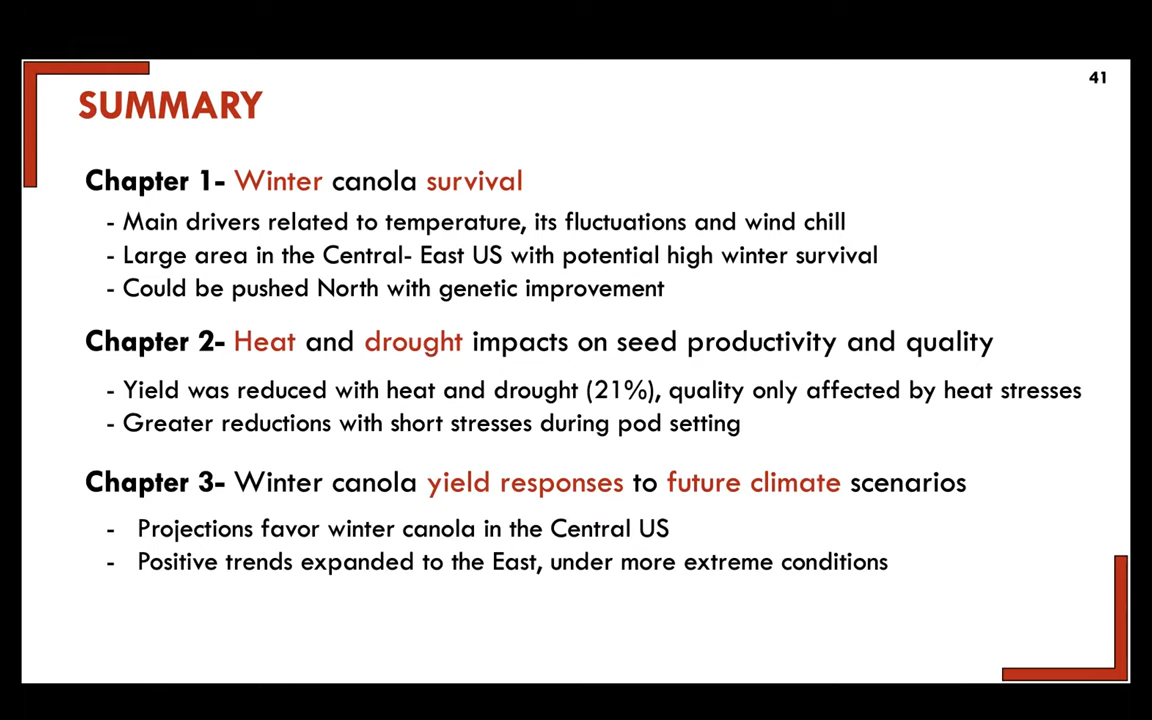 41
SUMMARY
Chapter 1- Winter canola survival
- Main drivers related to temperature, its fluctuations and wind chill
- Large area in the Central- East US with potential high winter survival
- Could be pushed North with genetic improvement
Chapter 2- Heat and drought impacts on seed productivity and quality
- Yield was reduced with heat and drought (21%), quality only affected by heat stresses
- Greater reductions with short stresses during pod setting
Chapter 3- Winter canola yield responses to future climate scenarios
- Projections favor winter canola in the Central US
- Positive trends expanded to the East, under more extreme conditions